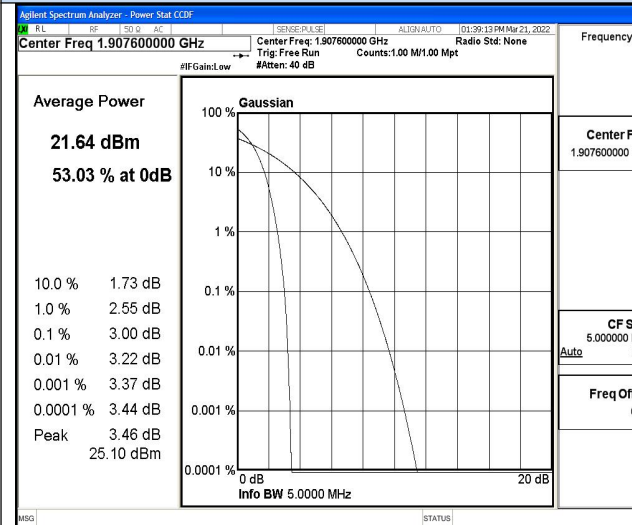 Agilent Spectrum Analyzer - Power Stat CCDF
RL RF 50 Ω AC SENSE:PULSE ALIGN AUTO 01:39:13 PM Mar 21, 2022
Center Freq 1.907600000 GHz
Center Freq: 1.907600000 GHz Radio Std: None
Trig: Free Run Counts:1.00 M/1.00 Mpt
#IFGain:Low #Atten: 40 dB
Frequency
Average Power
21.64 dBm
53.03 % at 0dB
10.0 % 1.73 dB
1.0 % 2.55 dB
0.1 % 3.00 dB
0.01 % 3.22 dB
0.001 % 3.37 dB
0.0001 % 3.44 dB
Peak 3.46 dB
25.10 dBm
Gaussian
100 %
10 %
1 %
0.1 %
0.01 %
0.001 %
0.0001 %
0 dB 20 dB
Info BW 5.0000 MHz
Center F
1.907600000
CF S
5.000000
Auto
Freq Of
MSG STATUS